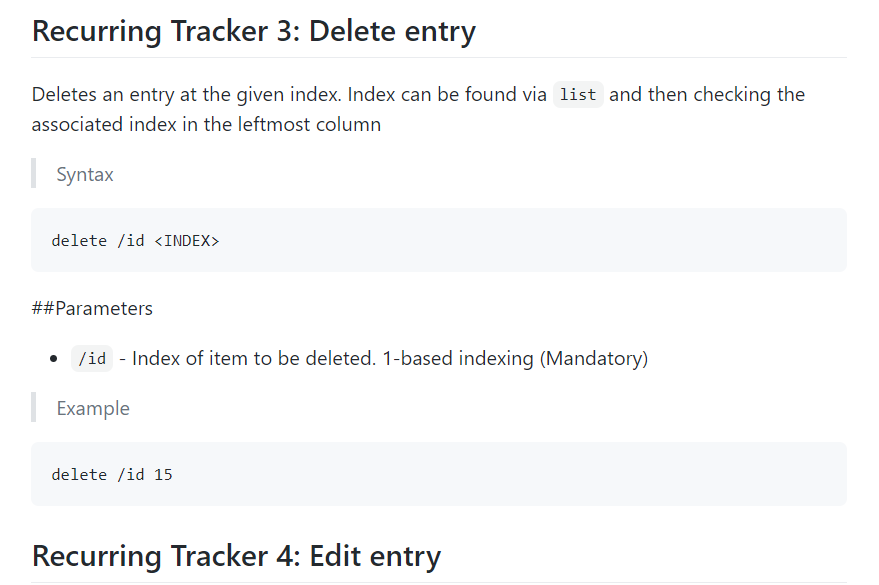 Recurring Tracker 3: Delete entry
Deletes an entry at the given index. Index can be found via list and then checking the
associated index in the leftmost column
Syntax
delete /id <INDEX>
##Parameters
/id - Index of item to be deleted. 1-based indexing (Mandatory)
Example
delete /id 15
Recurring Tracker 4: Edit entry